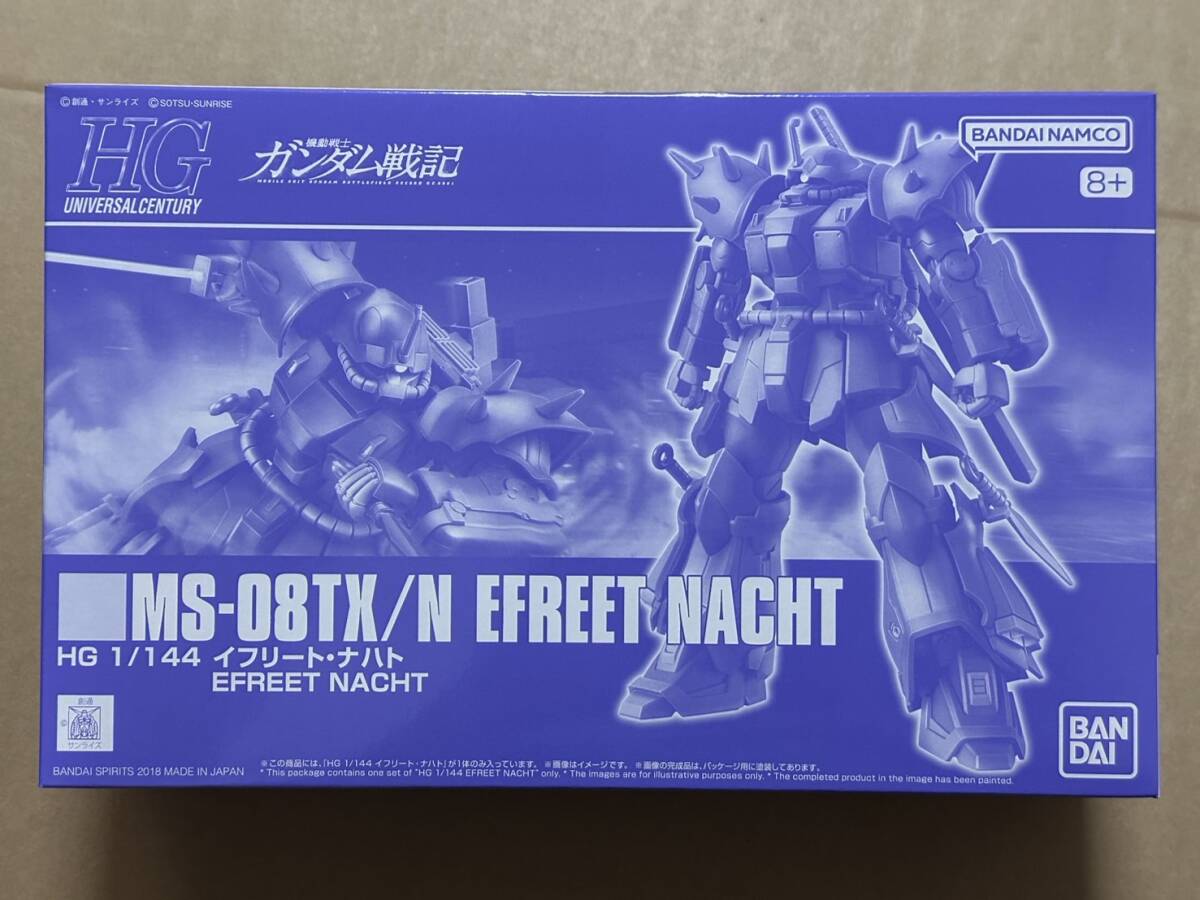 ©創通・サンライズ ©SOTSU・SUNRISE
HG
UNIVERSAL CENTURY
機動戦士
ガンダム戦記
MOBILE SUIT GUNDAM BATTLEFIELD RECORD U.C.0081
BANDAI NAMCO
8+
MS-08TX/N EFREET NACHT
HG 1/144 イフリート・ナハト
EFREET NACHT
創通
©
サンライズ
BANDAI SPIRITS 2018 MADE IN JAPAN
※この商品には、「HG 1/144 イフリート・ナハト」が1体のみ入っています。 ※画像はイメージです。 ※画像の完成品は、パッケージ用に塗装してあります。
* This package contains one set of "HG 1/144 EFREET NACHT" only. * The images are for illustrative purposes only. * The completed product in the image has been painted.
BAN
DAI